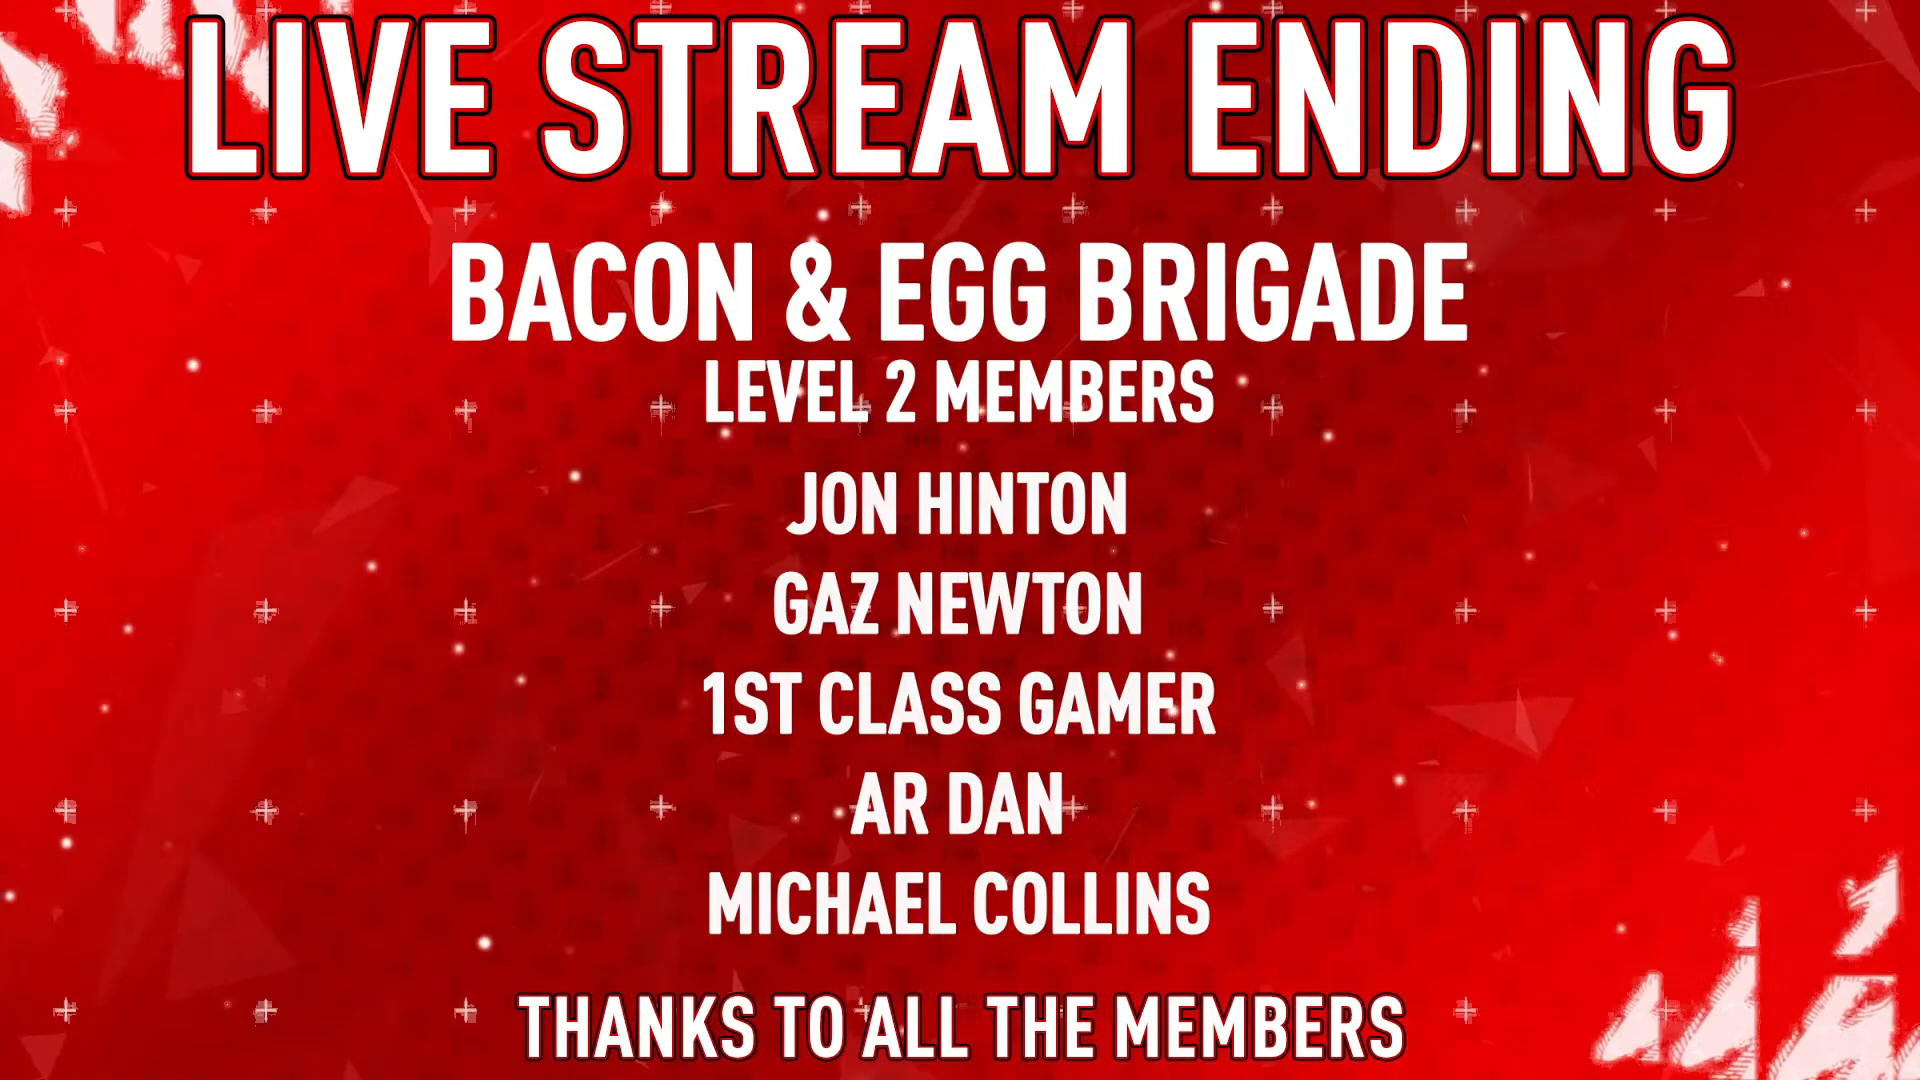 LIVE STREAM ENDING
BACON & EGG BRIGADE
LEVEL 2 MEMBERS
JON HINTON
GAZ NEWTON
1ST CLASS GAMER
AR DAN
MICHAEL COLLINS
THANKS TO ALL THE MEMBERS